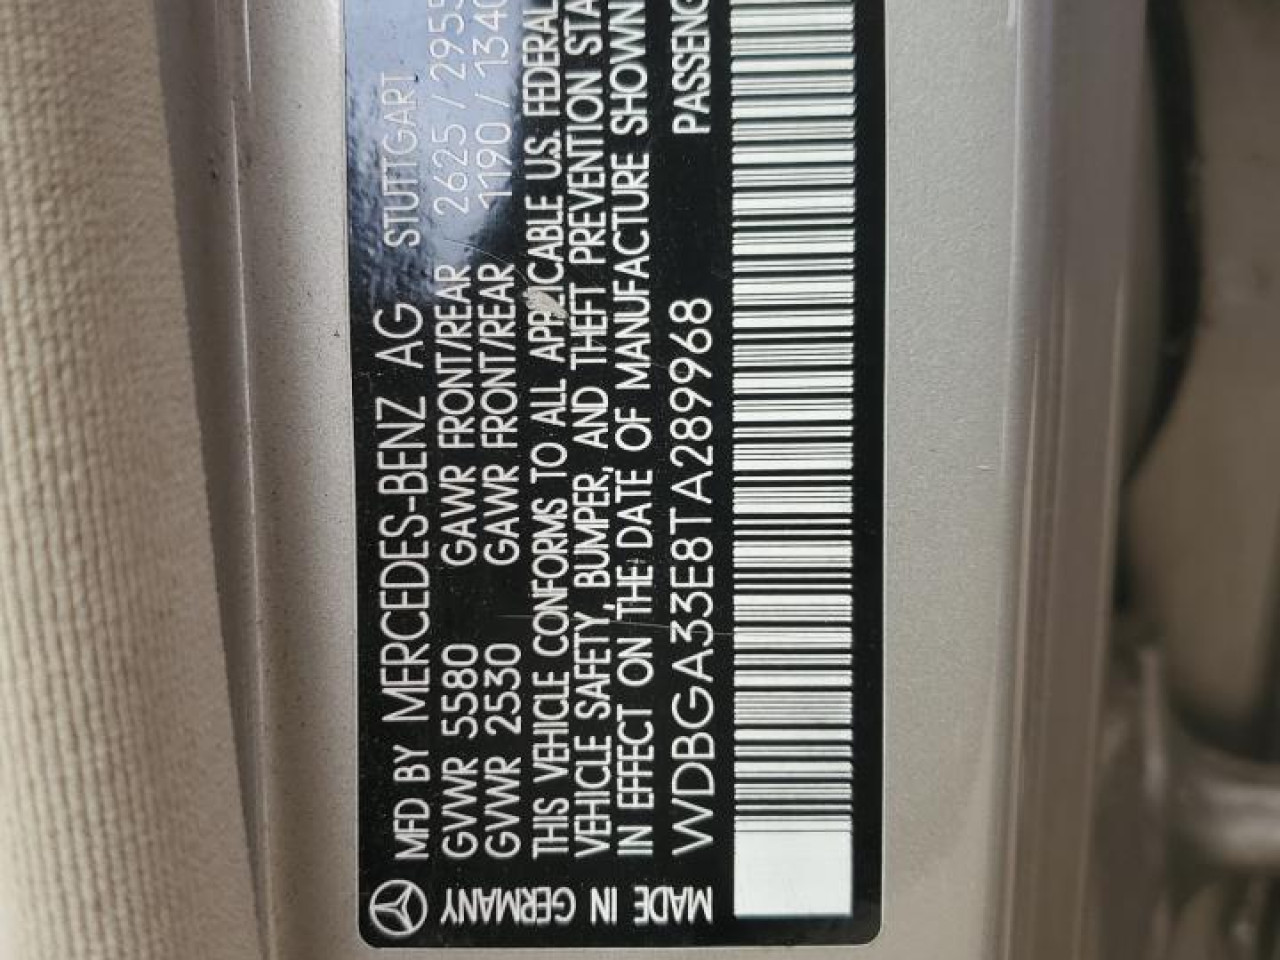 MFD BY MERCEDES-BENZ AG STUTTGART
GVWR 5580 GAWR FRONT/REAR 2625 / 2955
GVWR 2530 GAWR FRONT/REAR 1190 / 1340
THIS VEHICLE CONFORMS TO ALL APPLICABLE U.S. FEDERAL
VEHICLE SAFETY, BUMPER, AND THEFT PREVENTION STA
IN EFFECT ON THE DATE OF MANUFACTURE SHOWN
WDBGA33E8TA289968 PASSENG
MADE IN GERMANY